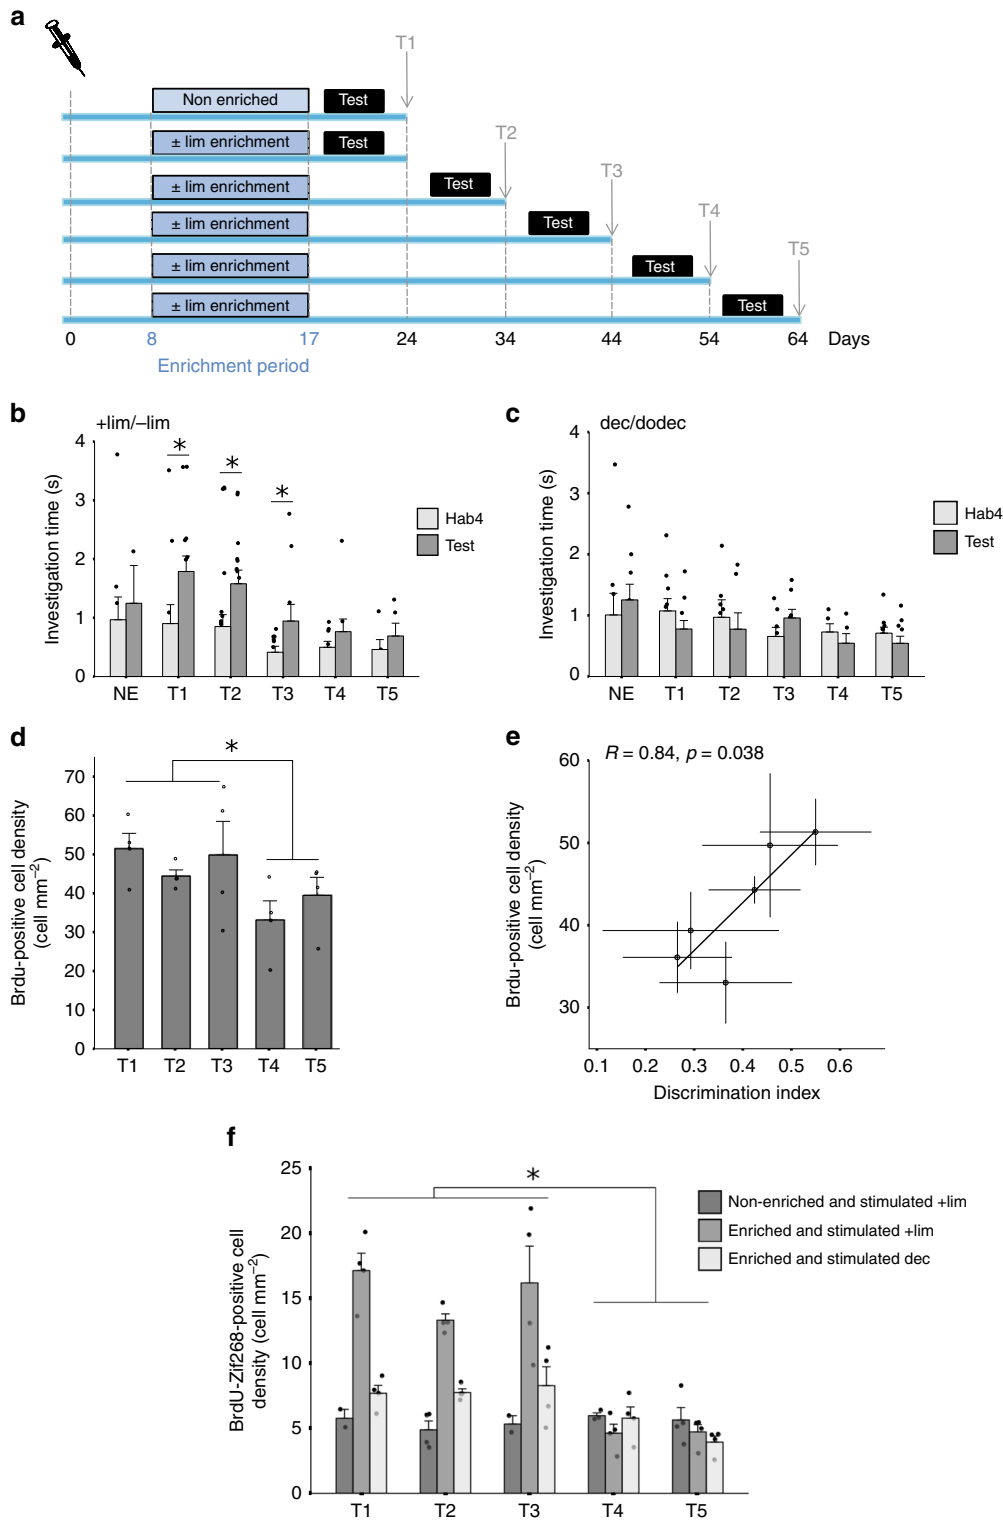 a
T1
Non enriched
Test
T2
± lim enrichment
Test
T3
± lim enrichment
Test
T4
± lim enrichment
Test
T5
± lim enrichment
Test
± lim enrichment
Test
0 8 17 24 34 44 54 64 Days
Enrichment period
b
+lim/–lim
4
3
2
1
0
Investigation time (s)
* * *
Hab4
Test
NE T1 T2 T3 T4 T5
c
dec/dodec
4
3
2
1
0
Investigation time (s)
Hab4
Test
NE T1 T2 T3 T4 T5
d
*
70
60
50
40
30
20
10
0
Brdu-positive cell density
(cell mm–2)
T1 T2 T3 T4 T5
e
R = 0.84, p = 0.038
60
50
40
30
Brdu-positive cell density
(cell mm–2)
0.1 0.2 0.3 0.4 0.5 0.6
Discrimination index
f
*
25
20
15
10
5
0
BrdU-Zif268-positive cell
density (cell mm–2)
Non-enriched and stimulated +lim
Enriched and stimulated +lim
Enriched and stimulated dec
T1 T2 T3 T4 T5